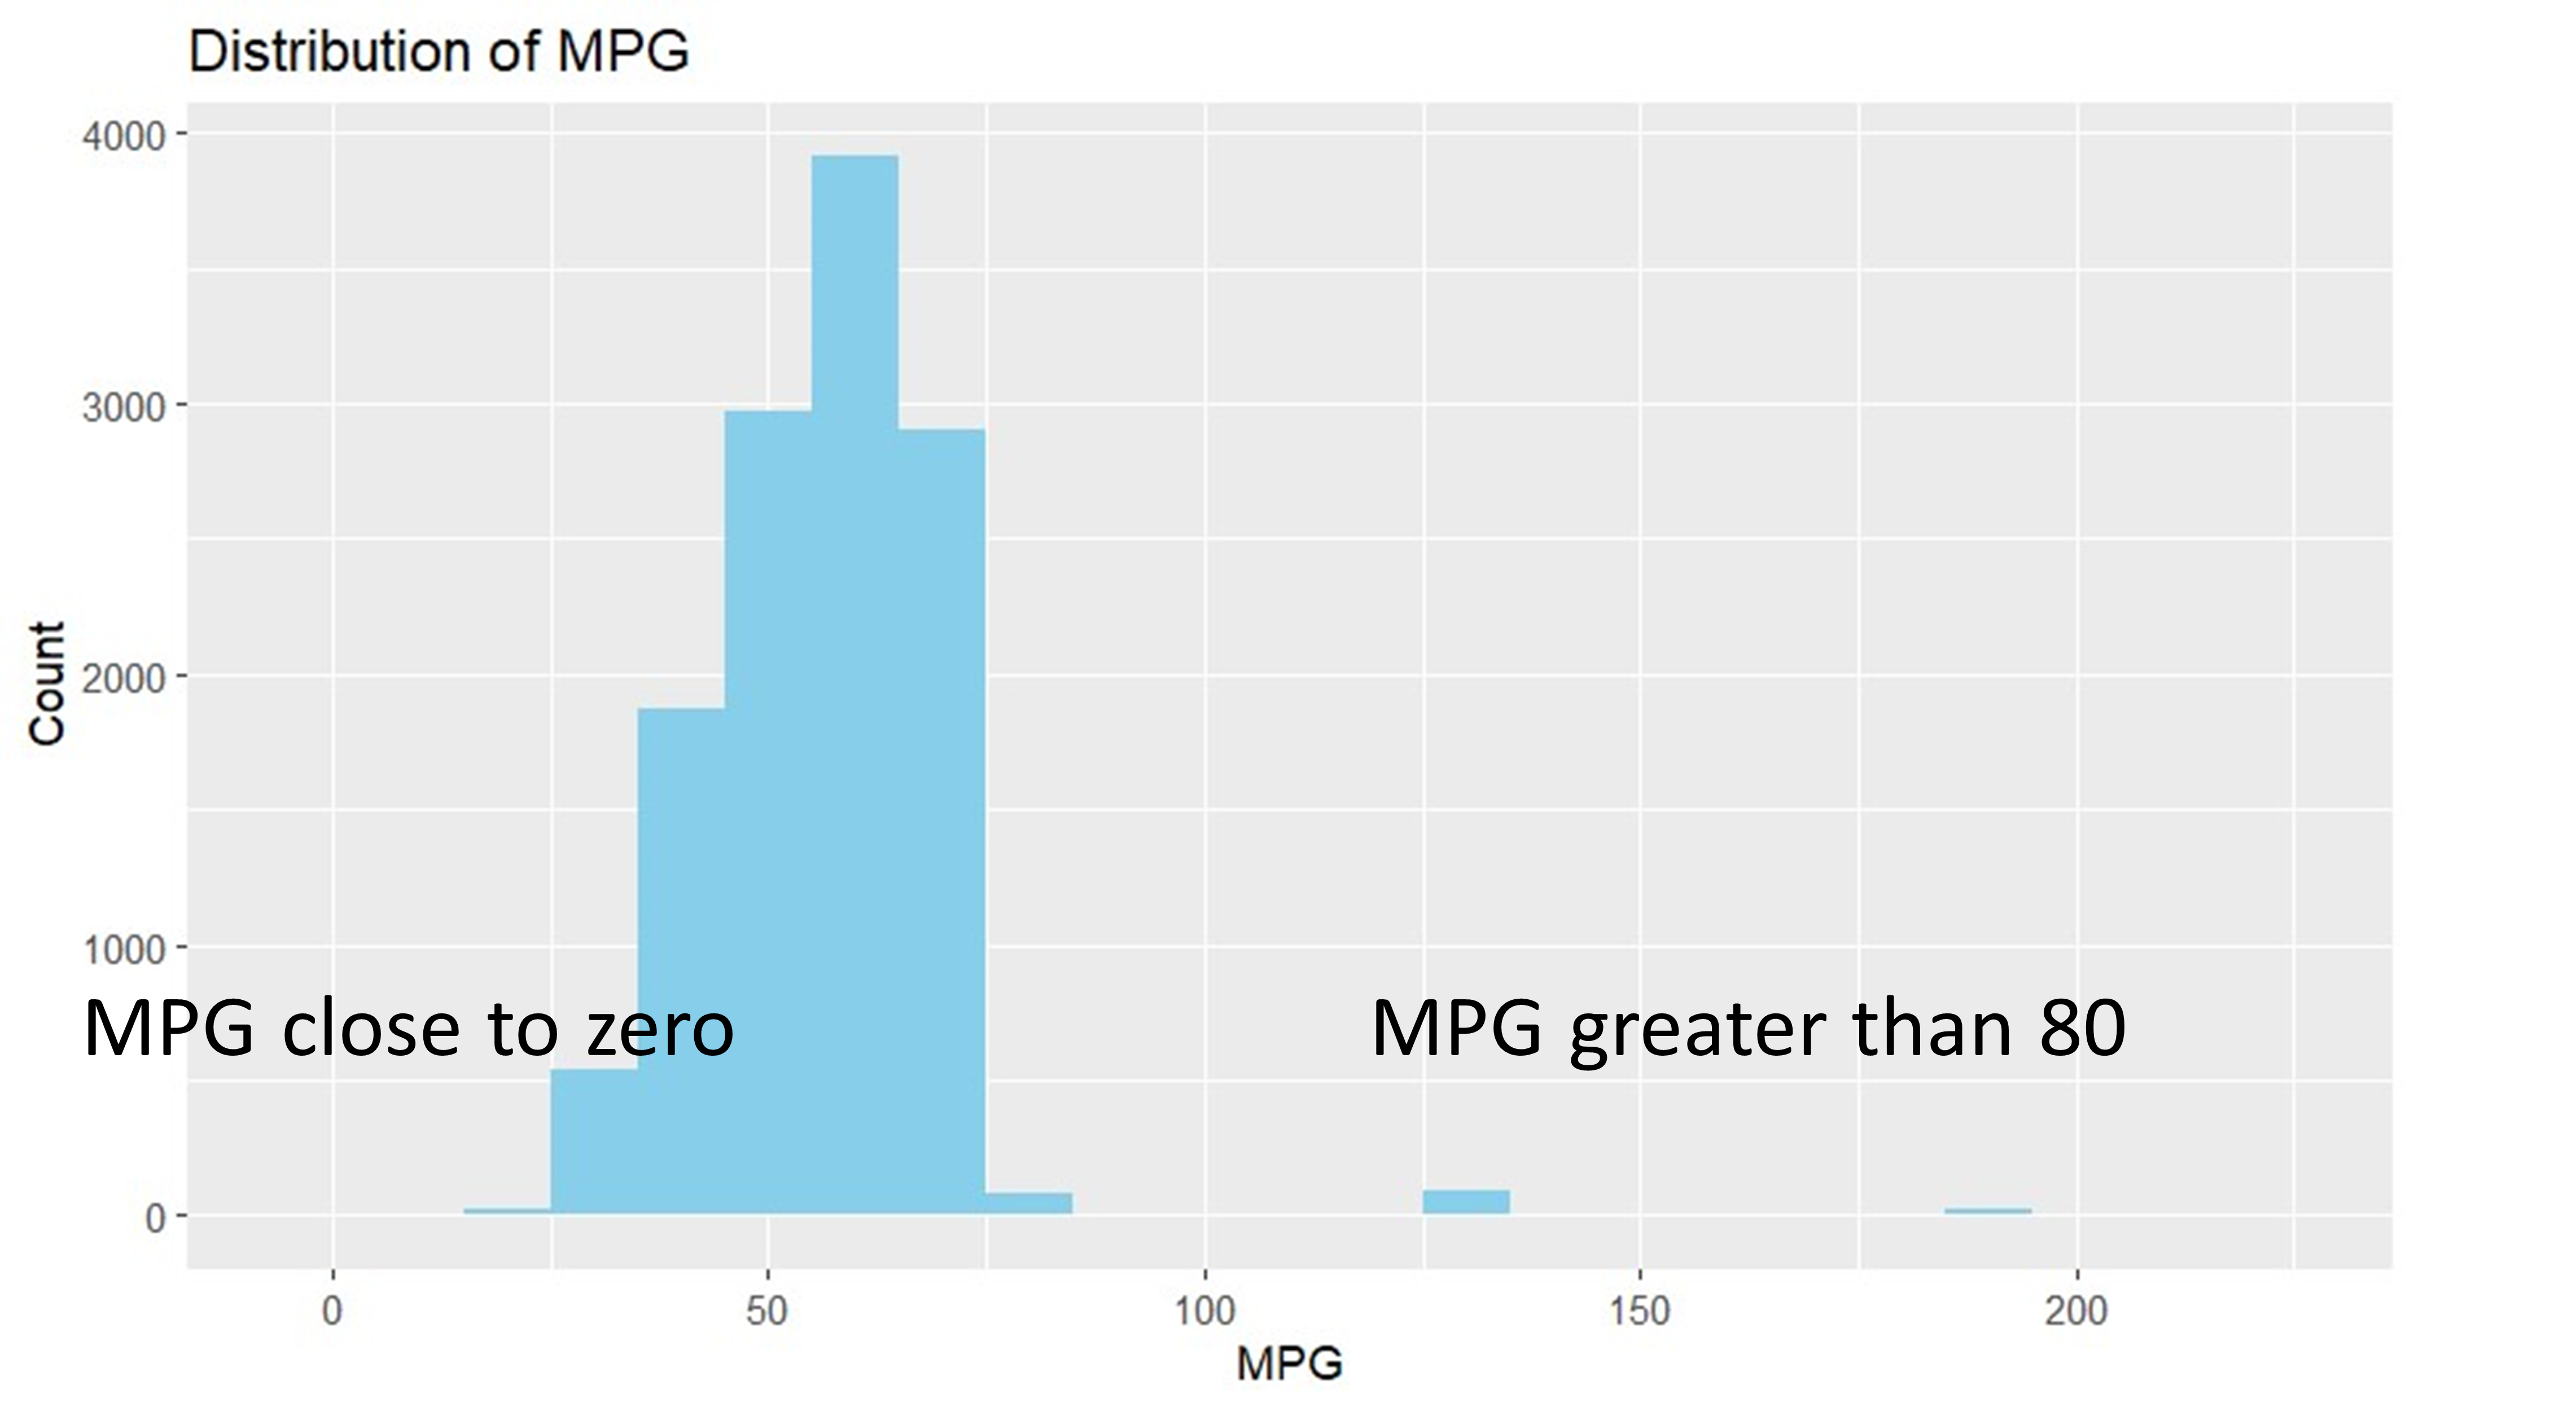 Distribution of MPG
4000
3000
2000
1000
0
Count
MPG close to zero
MPG greater than 80
0 50 100 150 200
MPG